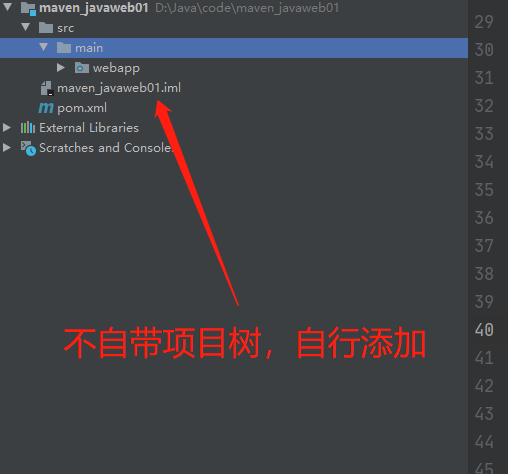 maven_javaweb01 D:\Java\code\maven_javaweb01
src
main
webapp
maven_javaweb01.iml
pom.xml
External Libraries
Scratches and Console
不自带项目树，自行添加
29
30
31
32
33
34
35
36
37
38
39
40
41
42
43
44
45